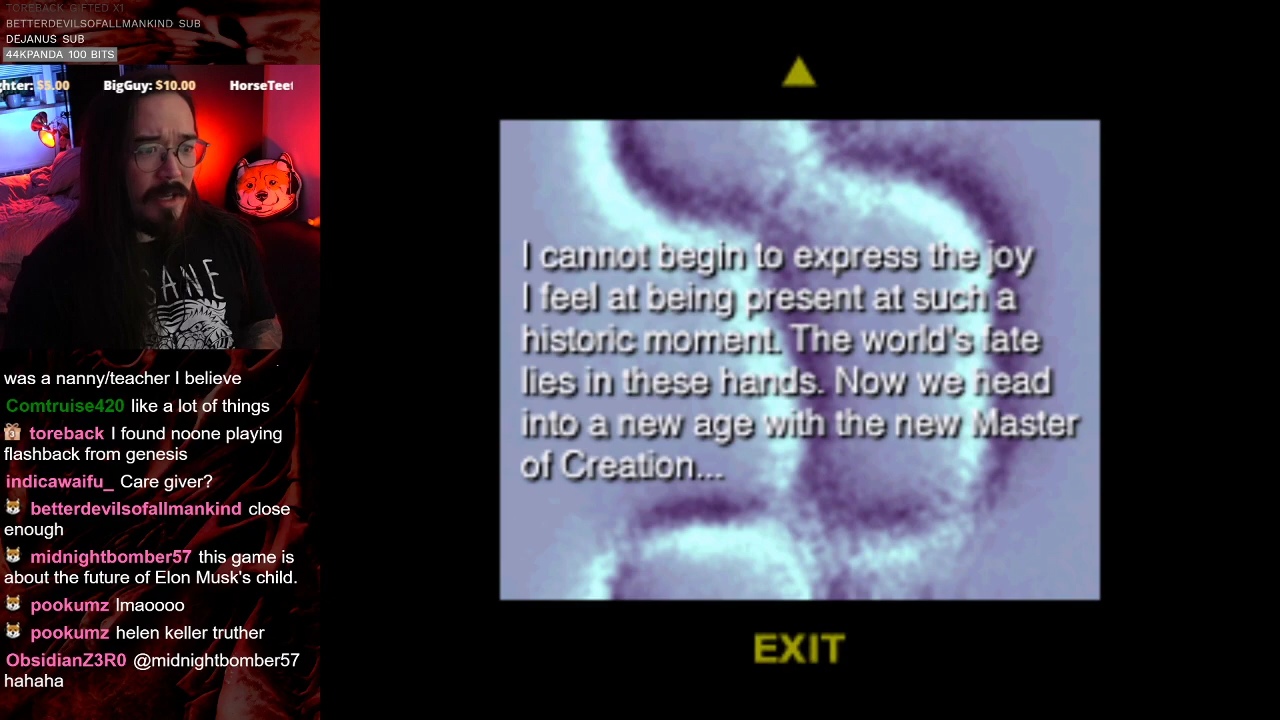 TOREBACK GIFTED X1
BETTERDEVILSOFALLMANKIND SUB
DEJANUS SUB
44KPANDA 100 BITS
ghter: $5.00 BigGuy: $10.00 HorseTeet
SANE
was a nanny/teacher I believe
Comtruise420 like a lot of things
toreback I found noone playing
flashback from genesis
indicawaifu_ Care giver?
betterdevilsofallmankind close
enough
midnightbomber57 this game is
about the future of Elon Musk's child.
pookumz lmaoooo
pookumz helen keller truther
ObsidianZ3R0 @midnightbomber57
hahaha
I cannot begin to express the joy
I feel at being present at such a
historic moment. The world's fate
lies in these hands. Now we head
into a new age with the new Master
of Creation...
EXIT